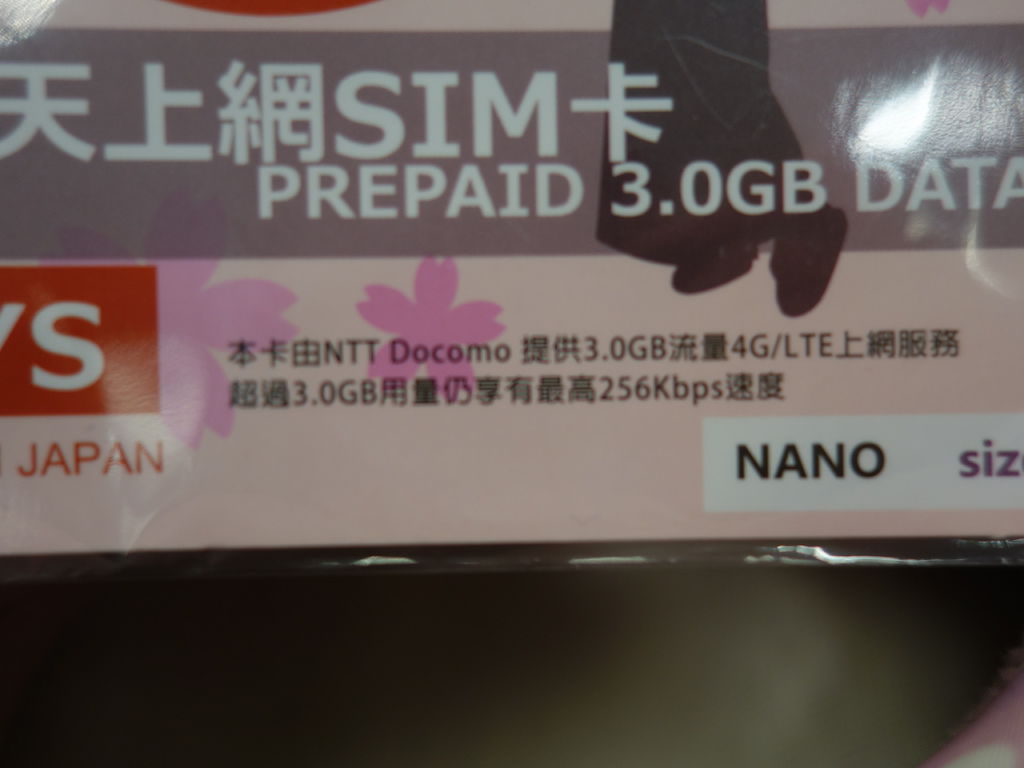 天上網SIM卡
PREPAID 3.0GB DATA
YS
JAPAN
本卡由NTT Docomo 提供3.0GB流量4G/LTE上網服務
超過3.0GB用量仍享有最高256Kbps速度
NANO size